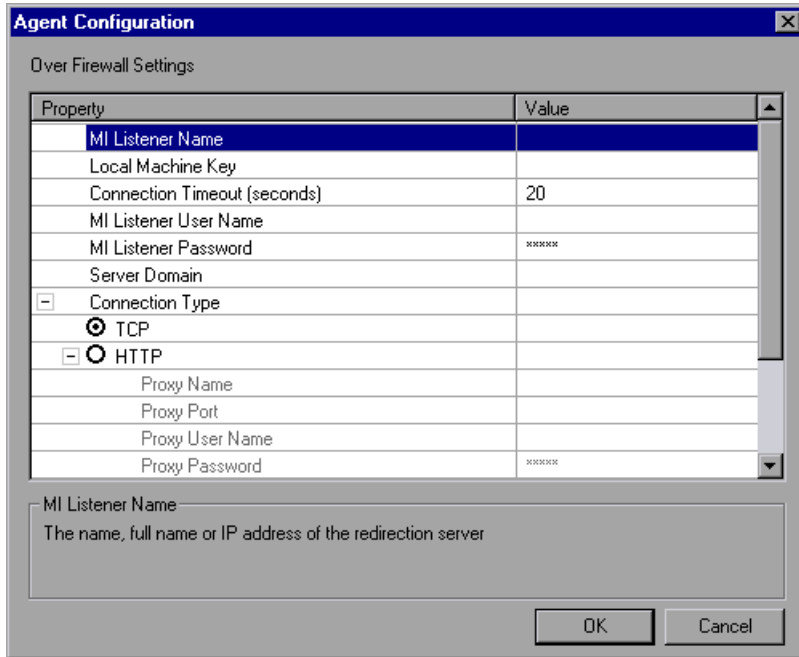 Agent Configuration
Over Firewall Settings
Property Value
MI Listener Name
Local Machine Key
Connection Timeout (seconds) 20
MI Listener User Name
MI Listener Password *****
Server Domain
Connection Type
TCP
HTTP
Proxy Name
Proxy Port
Proxy User Name
Proxy Password *****
MI Listener Name
The name, full name or IP address of the redirection server
OK Cancel